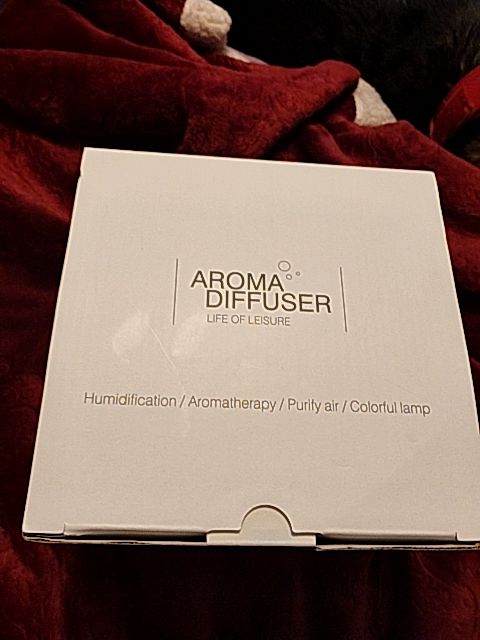 AROMA
DIFFUSER
LIFE OF LEISURE
Humidification / Aromatherapy / Purify air / Colorful lamp